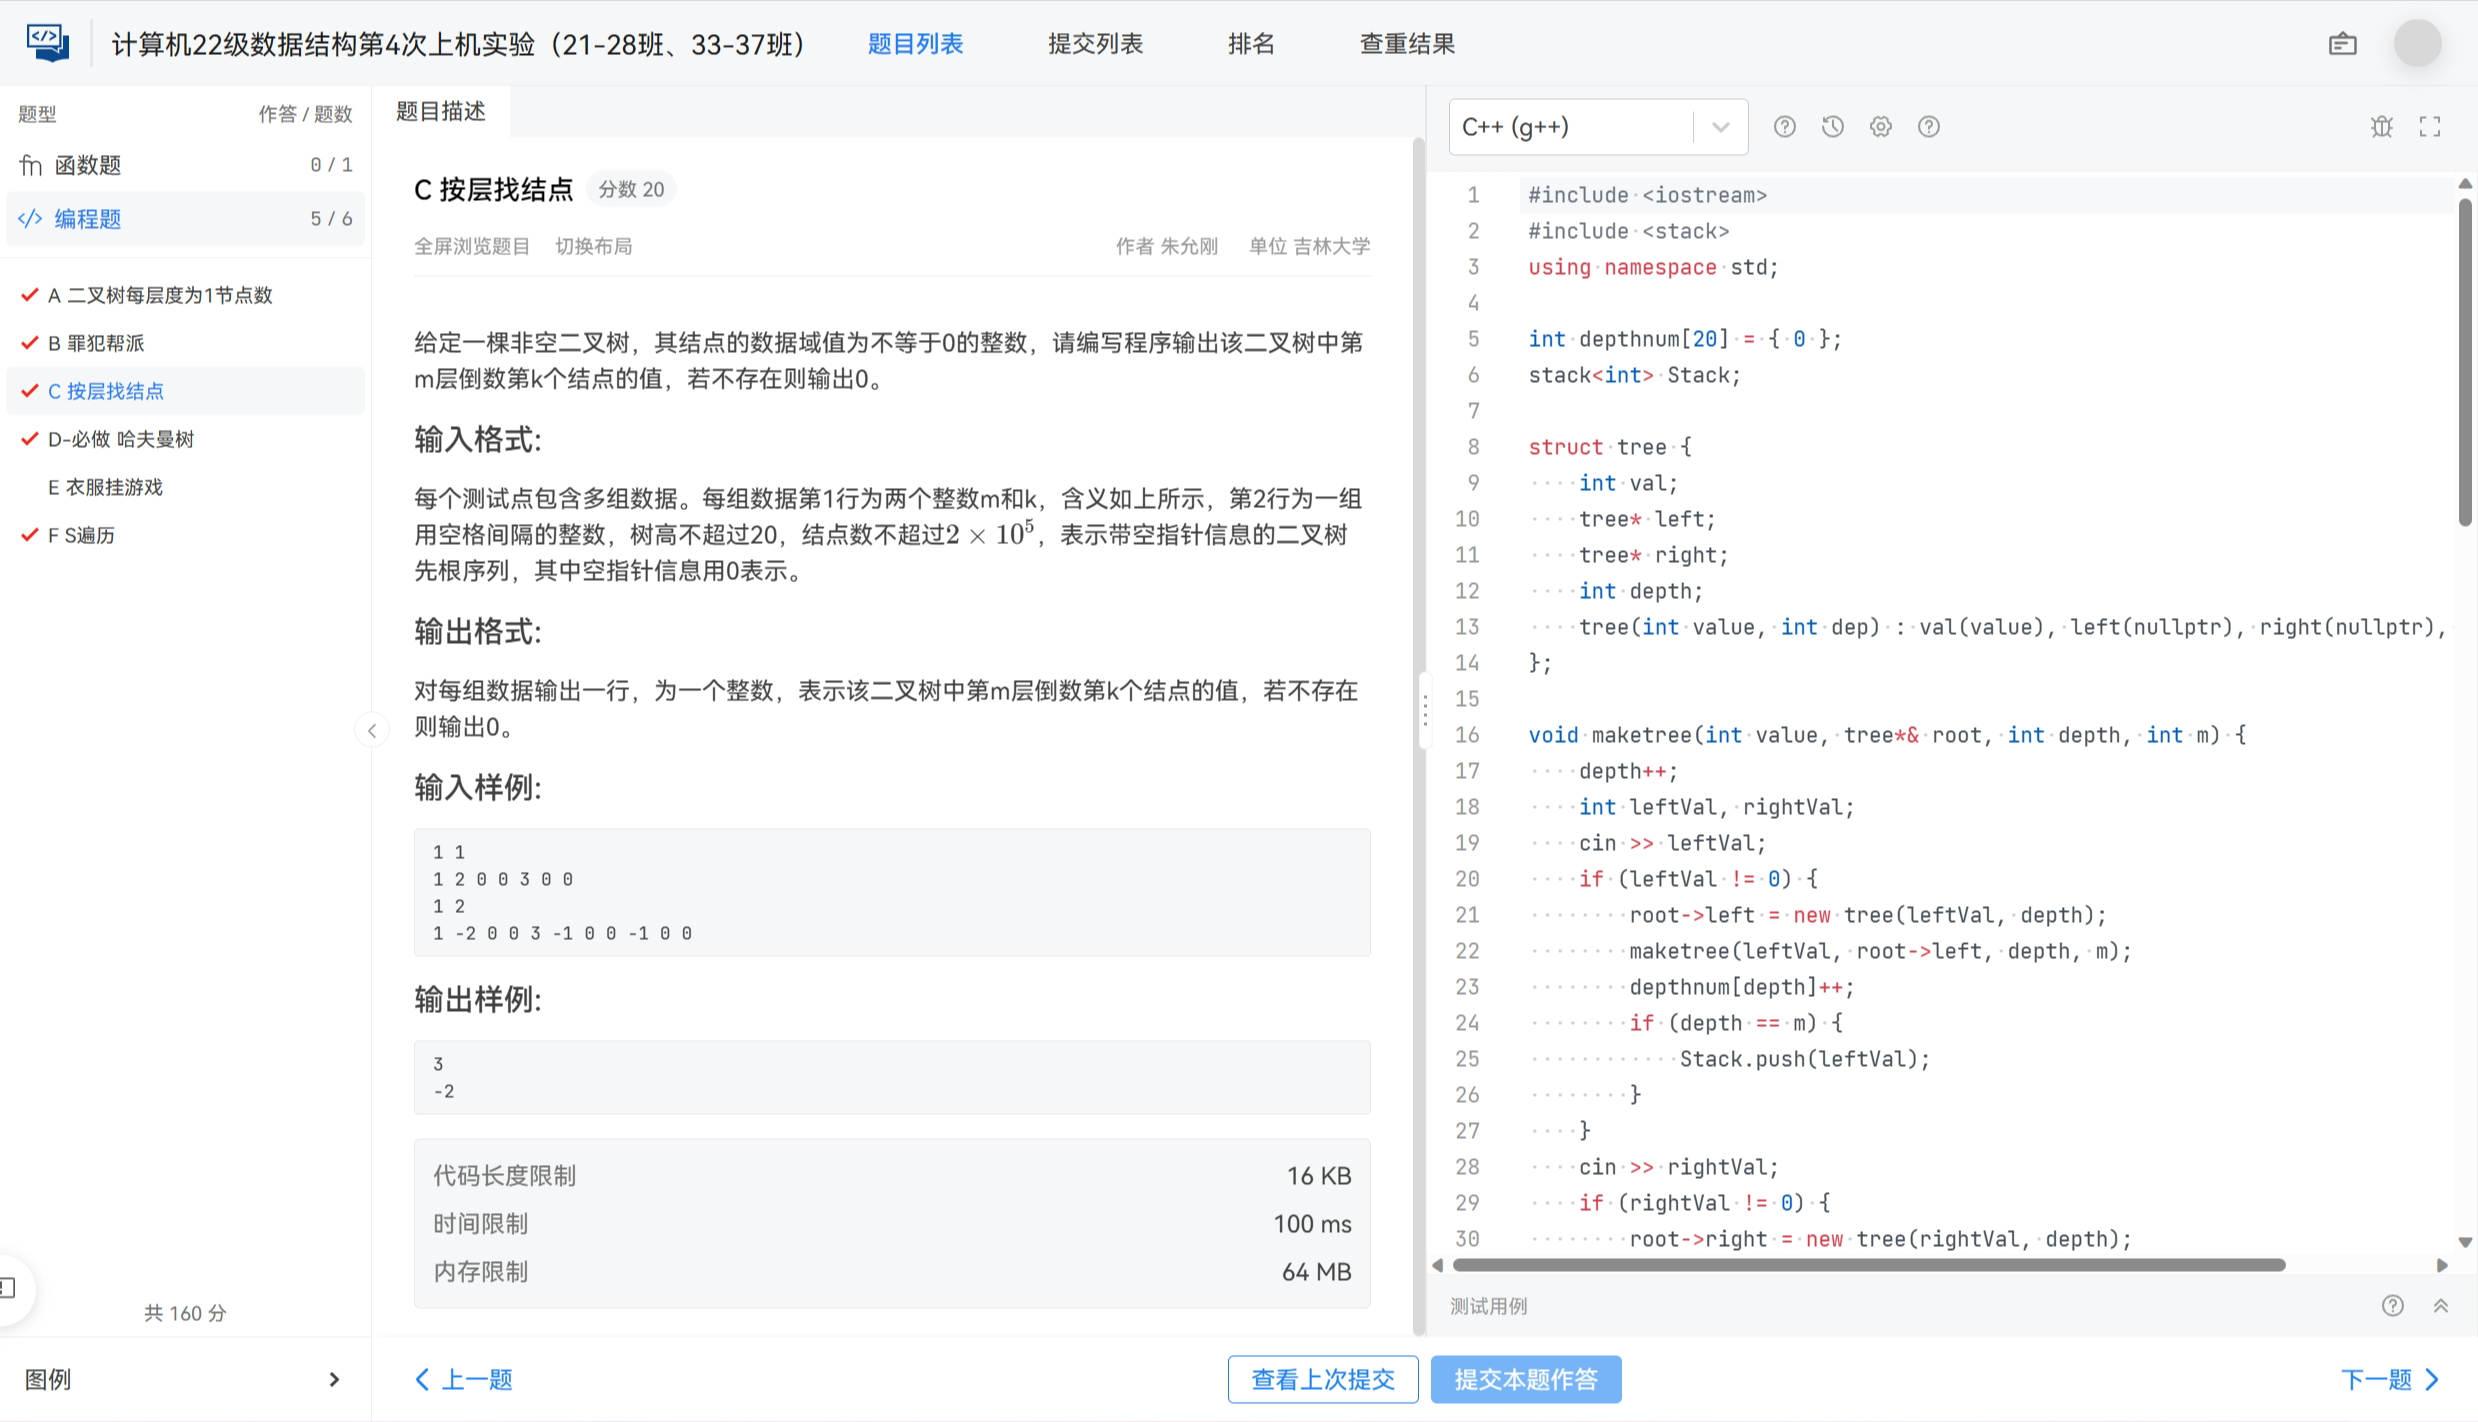 计算机22级数据结构第4次上机实验（21-28班、33-37班）
题目列表
提交列表
排名
查重结果
题型 作答 / 题数
函数题 0 / 1
编程题 5 / 6
A 二叉树每层度为1节点数
B 罪犯帮派
C 按层找结点
D-必做 哈夫曼树
E 衣服挂游戏
F S遍历
共 160 分
图例
题目描述
C 按层找结点 分数 20
全屏浏览题目 切换布局 作者 朱允刚 单位 吉林大学
给定一棵非空二叉树，其结点的数据域值为不等于0的整数，请编写程序输出该二叉树中第
m层倒数第k个结点的值，若不存在则输出0。
输入格式:
每个测试点包含多组数据。每组数据第1行为两个整数m和k，含义如上所示，第2行为一组
用空格间隔的整数，树高不超过20，结点数不超过2 × 10⁵，表示带空指针信息的二叉树
先根序列，其中空指针信息用0表示。
输出格式:
对每组数据输出一行，为一个整数，表示该二叉树中第m层倒数第k个结点的值，若不存在
则输出0。
输入样例:
1 1
1 2 0 0 3 0 0
1 2
1 -2 0 0 3 -1 0 0 -1 0 0
输出样例:
3
-2
代码长度限制 16 KB
时间限制 100 ms
内存限制 64 MB
上一题
查看上次提交
提交本题作答
下一题
C++ (g++)
1 #include <iostream>
2 #include <stack>
3 using namespace std;
4
5 int depthnum[20] = { 0 };
6 stack<int> Stack;
7
8 struct tree {
9 int val;
10 tree* left;
11 tree* right;
12 int depth;
13 tree(int value, int dep) : val(value), left(nullptr), right(nullptr),
14 };
15
16 void maketree(int value, tree*& root, int depth, int m) {
17 depth++;
18 int leftVal, rightVal;
19 cin >> leftVal;
20 if (leftVal != 0) {
21 root->left = new tree(leftVal, depth);
22 maketree(leftVal, root->left, depth, m);
23 depthnum[depth]++;
24 if (depth == m) {
25 Stack.push(leftVal);
26 }
27 }
28 cin >> rightVal;
29 if (rightVal != 0) {
30 root->right = new tree(rightVal, depth);
测试用例